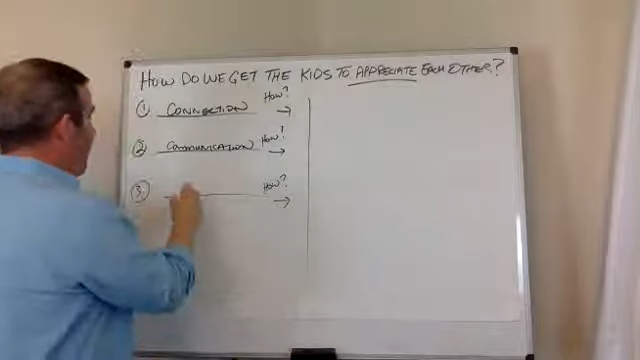 HOW DO WE GET THE KIDS TO APPRECIATE EACH OTHER?
① CONNECTION HOW? →
② COMMUNICATION HOW? →
③ HOW? →